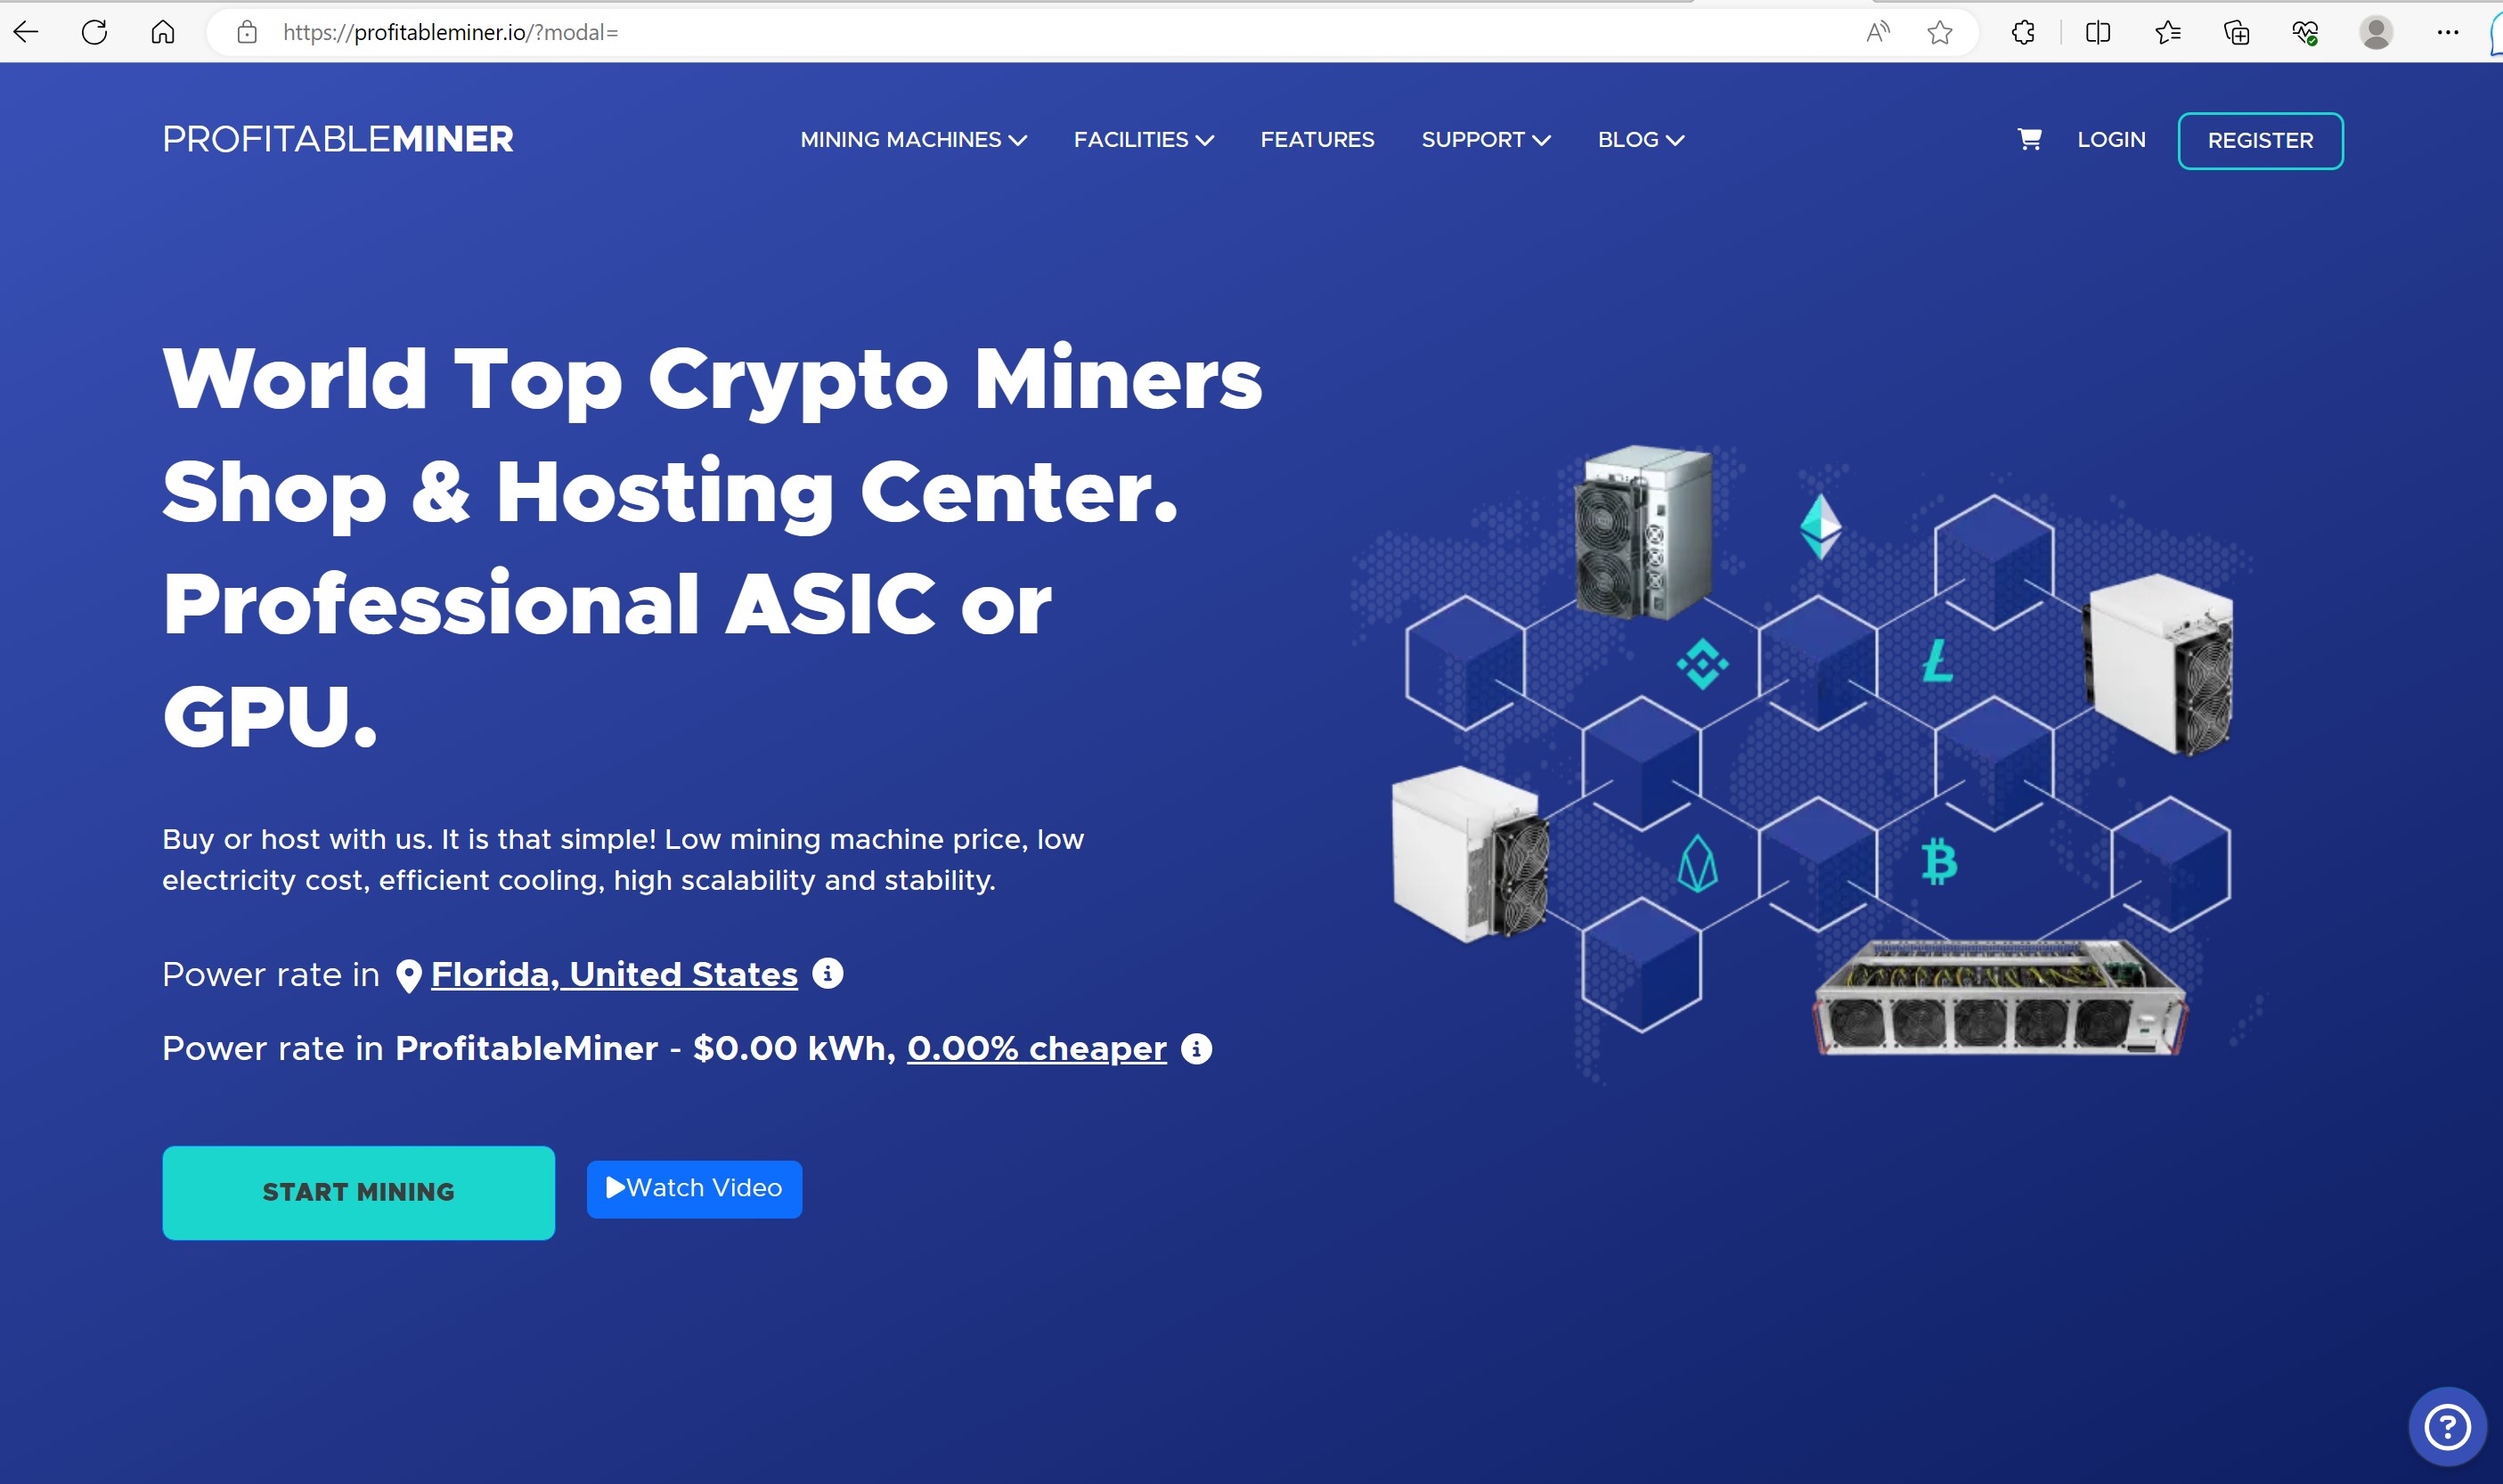 https://profitableminer.io/?modal=
PROFITABLEMINER
MINING MACHINES
FACILITIES
FEATURES
SUPPORT
BLOG
LOGIN
REGISTER
World Top Crypto Miners
Shop & Hosting Center.
Professional ASIC or
GPU.
Buy or host with us. It is that simple! Low mining machine price, low
electricity cost, efficient cooling, high scalability and stability.
Power rate in Florida, United States
Power rate in ProfitableMiner - $0.00 kWh, 0.00% cheaper
START MINING
Watch Video